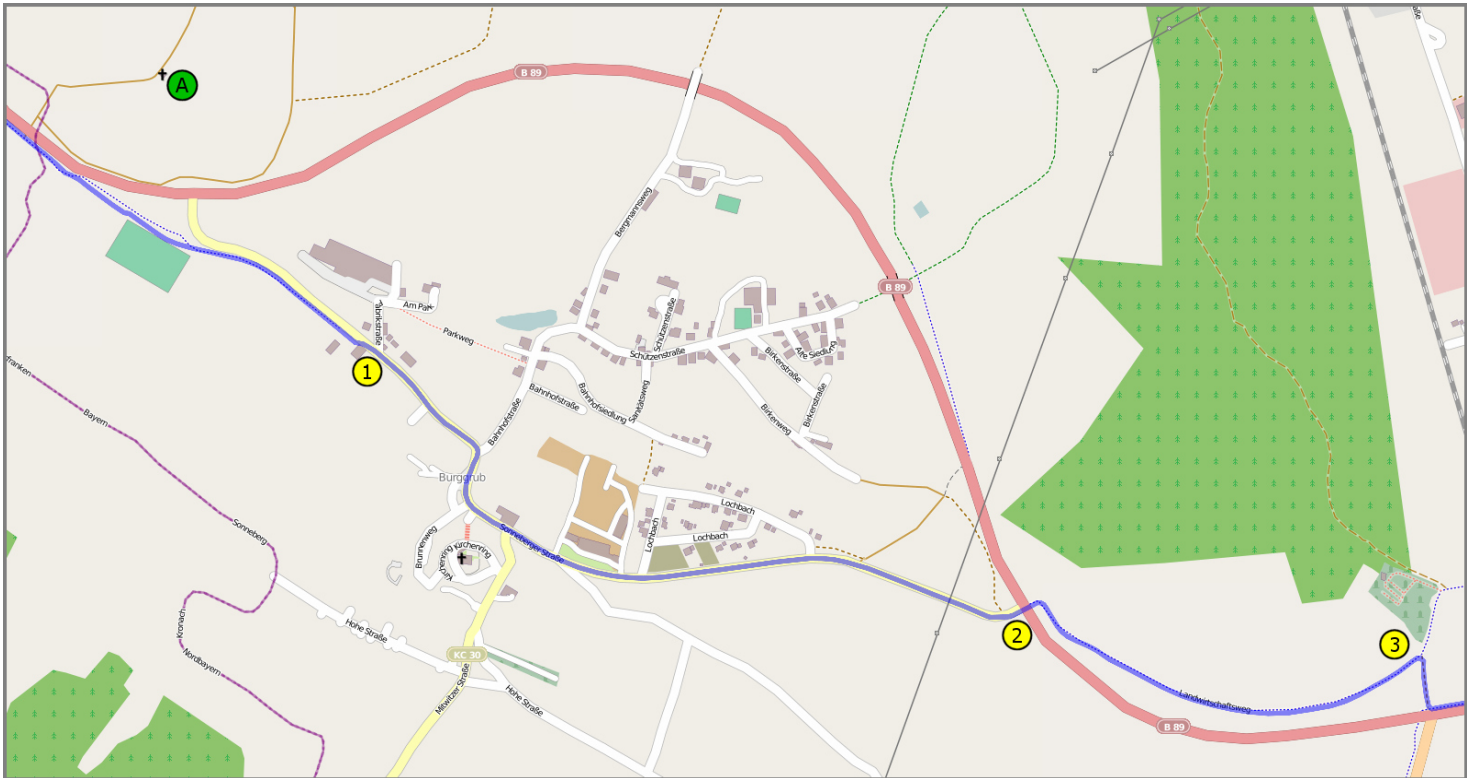 A
B 89
Bergmannsweg
Am Park
Fabrikstraße
Parkweg
Schützenstraße
Schützenstraße
B 89
Alte Siedlung
Birkenstraße
Birkenstraße
Birkenweg
1
Bahnhofsiedlung
Sanitätsweg
Bahnhofstraße
Bahnhofstraße
franken
Bayern
Burggrub
Lochbach
Lochbach
Lochbach
Sonneberg
Brunnenweg
Kirchenring
Kirchenring
Sonneberger Straße
Kronach
Hohe Straße
Nordbayern
KC 30
Mitwitzer Straße
Hohe Straße
2
3
Landwirtschaftsweg
B 89